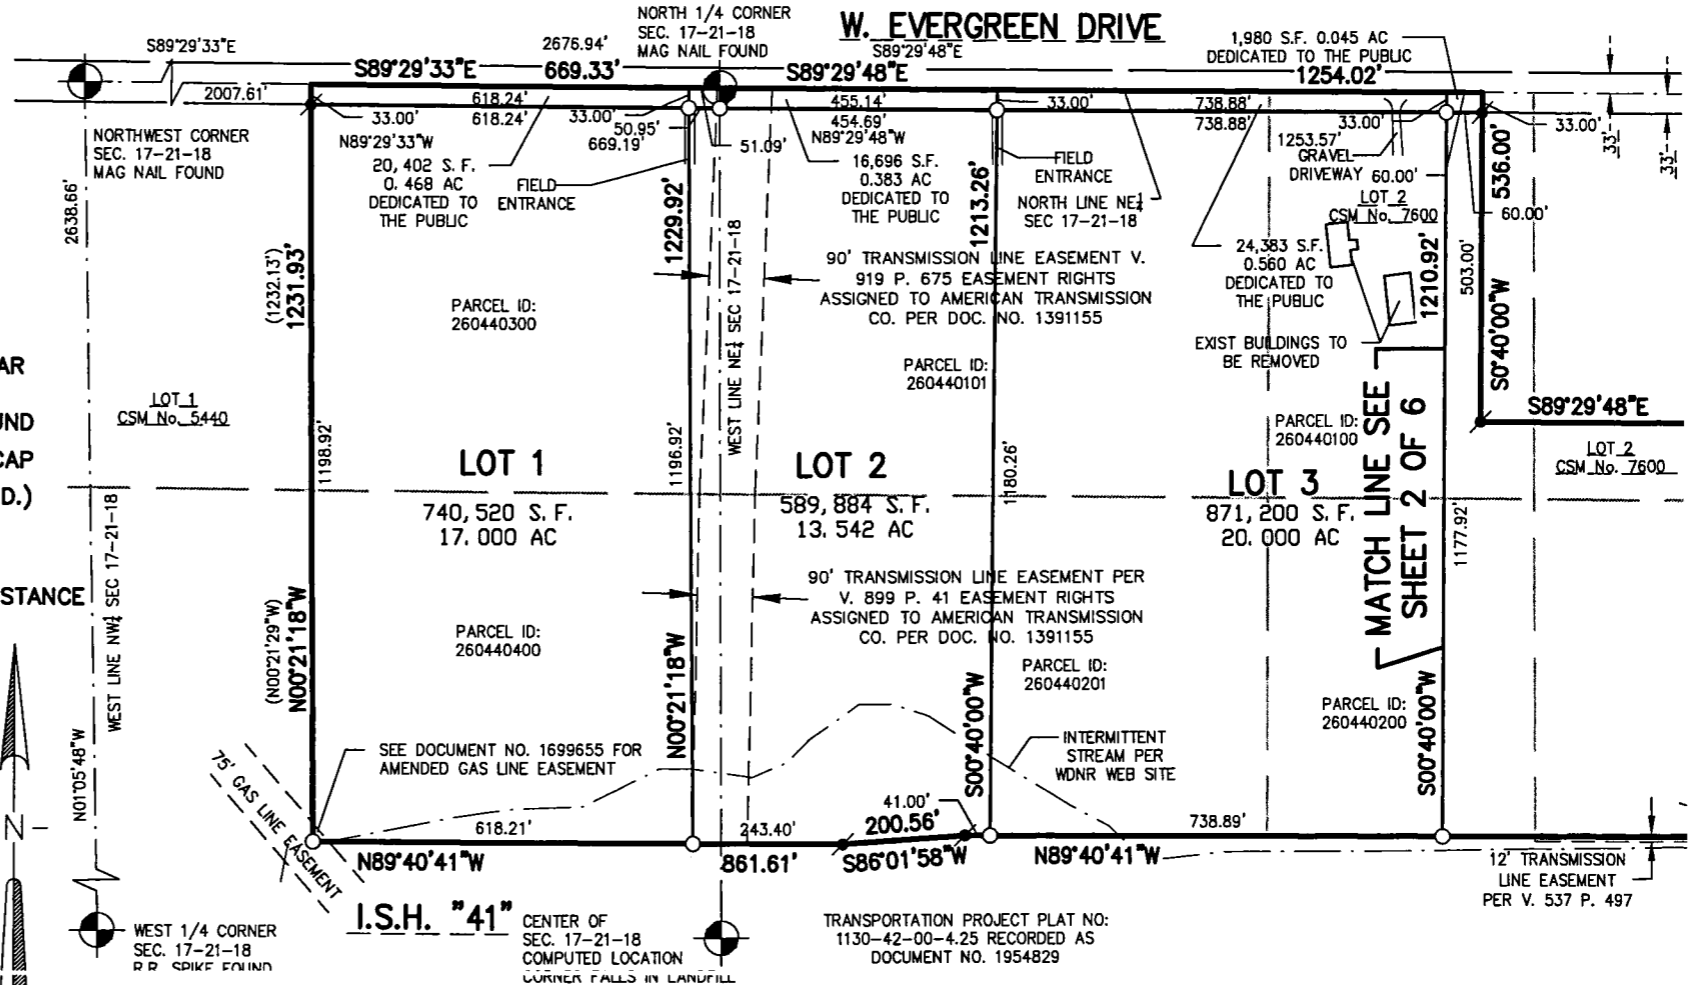 W. EVERGREEN DRIVE
NORTH 1/4 CORNER
SEC. 17-21-18
MAG NAIL FOUND
S89°29'33"E
2676.94'
S89°29'48"E
1,980 S.F. 0.045 AC
DEDICATED TO THE PUBLIC
S89°29'33"E
669.33'
S89°29'48"E
1254.02'
2007.61'
618.24'
618.24'
33.00'
33.00'
455.14'
454.69'
33.00'
738.88'
738.88'
33.00'
33.00'
33'
33'
N89°29'33"W
50.95'
669.19'
51.09'
N89°29'48"W
1253.57'
NORTHWEST CORNER
SEC. 17-21-18
MAG NAIL FOUND
20,402 S.F.
0.468 AC
DEDICATED TO
THE PUBLIC
FIELD
ENTRANCE
16,696 S.F.
0.383 AC
DEDICATED TO
THE PUBLIC
FIELD
ENTRANCE
NORTH LINE NE¼
SEC 17-21-18
GRAVEL
DRIVEWAY
60.00'
LOT 2
CSM No. 7600
60.00'
536.00'
503.00'
S0°40'00"W
24,383 S.F.
0.560 AC
DEDICATED TO
THE PUBLIC
2638.66'
(1232.13')
1231.93'
1229.92'
WEST LINE NE¼ SEC 17-21-18
1213.26'
1210.92'
90' TRANSMISSION LINE EASEMENT V.
919 P. 675 EASEMENT RIGHTS
ASSIGNED TO AMERICAN TRANSMISSION
CO. PER DOC. NO. 1391155
PARCEL ID:
260440300
EXIST BUILDINGS TO
BE REMOVED
PARCEL ID:
260440101
AR
UND
CAP
D.)
STANCE
LOT 1
CSM No. 5440
S89°29'48"E
PARCEL ID:
260440100
LOT 2
CSM No. 7600
1198.92'
1196.92'
1180.26'
1177.92'
LOT 1
740,520 S.F.
17.000 AC
LOT 2
589,884 S.F.
13.542 AC
LOT 3
871,200 S.F.
20.000 AC
MATCH LINE SEE
SHEET 2 OF 6
WEST LINE NW¼ SEC 17-21-18
(N00°21'29"W)
N00°21'18"W
N00°21'18"W
90' TRANSMISSION LINE EASEMENT PER
V. 899 P. 41 EASEMENT RIGHTS
ASSIGNED TO AMERICAN TRANSMISSION
CO. PER DOC. NO. 1391155
PARCEL ID:
260440400
PARCEL ID:
260440201
PARCEL ID:
260440200
S00°40'00"W
S00°40'00"W
N01°05'48"W
SEE DOCUMENT NO. 1699655 FOR
AMENDED GAS LINE EASEMENT
INTERMITTENT
STREAM PER
WDNR WEB SITE
75' GAS LINE EASEMENT
N
618.21'
243.40'
200.56'
41.00'
738.89'
N89°40'41"W
861.61'
S86°01'58"W
N89°40'41"W
12' TRANSMISSION
LINE EASEMENT
PER V. 537 P. 497
I.S.H. "41"
WEST 1/4 CORNER
SEC. 17-21-18
R.R. SPIKE FOUND
CENTER OF
SEC. 17-21-18
COMPUTED LOCATION
CORNER FALLS IN LANDFILL
TRANSPORTATION PROJECT PLAT NO:
1130-42-00-4.25 RECORDED AS
DOCUMENT NO. 1954829